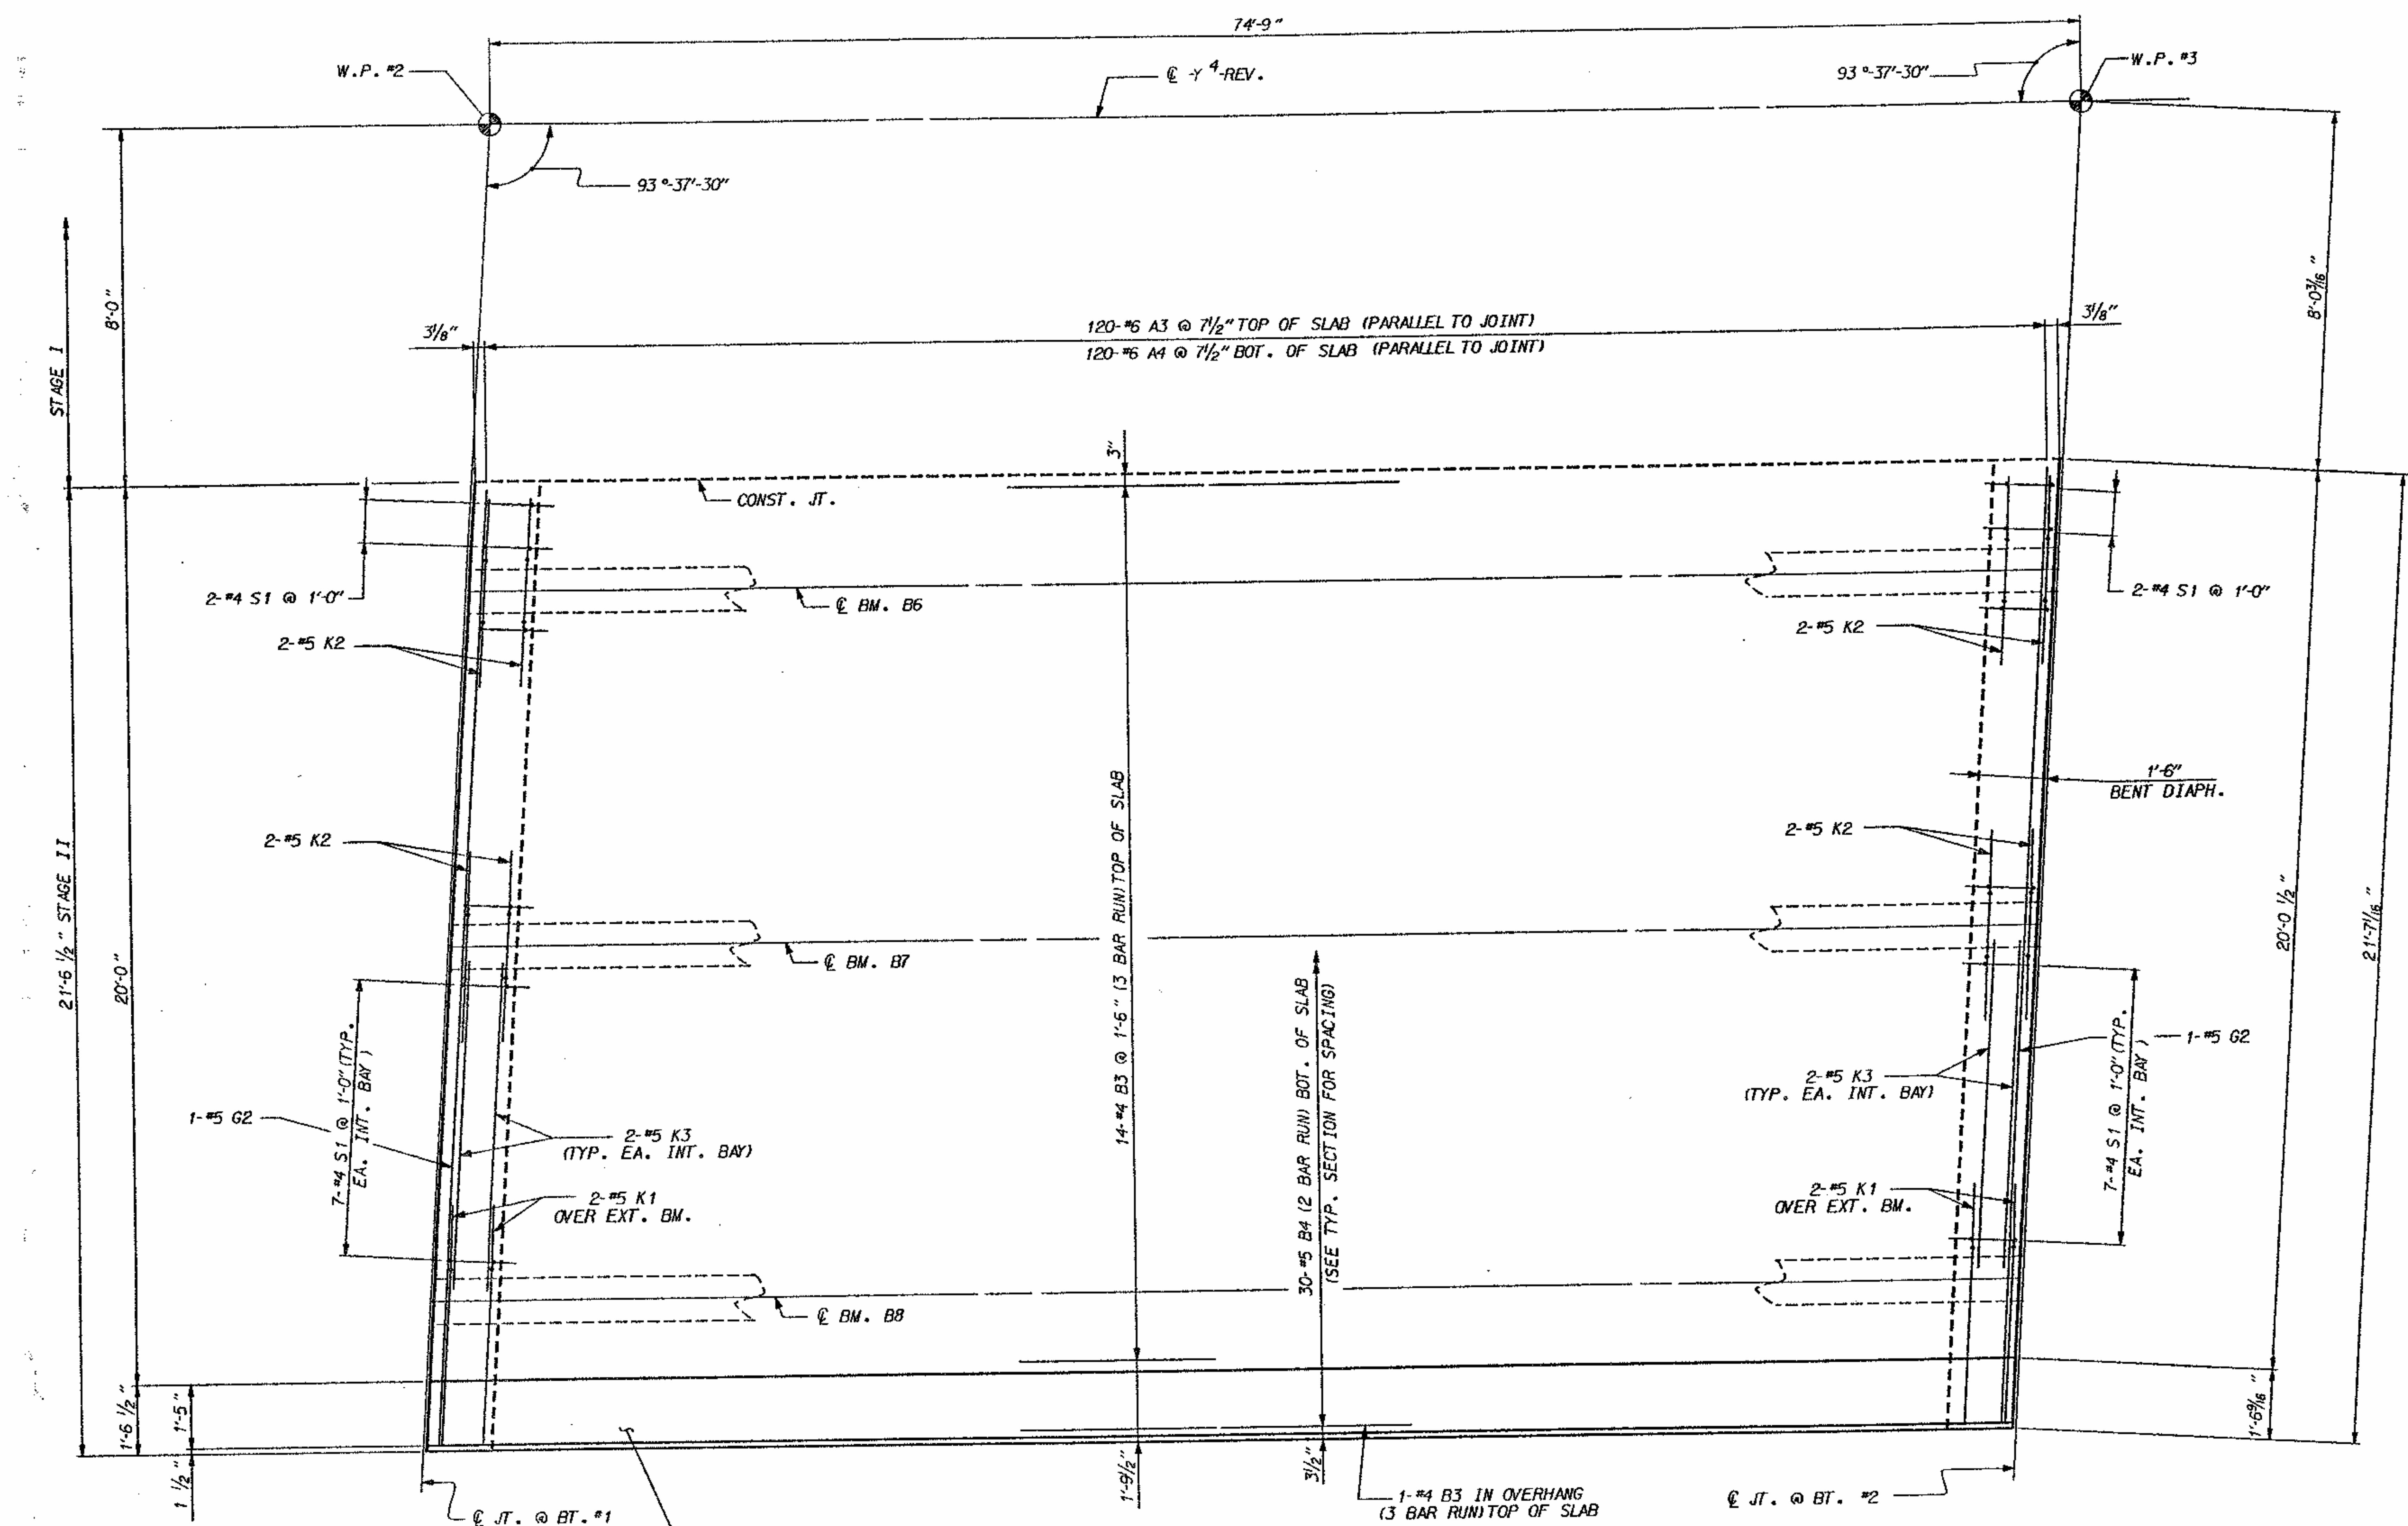 74'-9"
W.P. #2
℄ -Y 4-REV.
93°-37'-30"
W.P. #3
93°-37'-30"
8'-0"
8'-0 3/16"
STAGE I
3 1/8"
120-#6 A3 @ 7 1/2" TOP OF SLAB (PARALLEL TO JOINT)
120-#6 A4 @ 7 1/2" BOT. OF SLAB (PARALLEL TO JOINT)
3 1/8"
3"
CONST. JT.
2-#4 S1 @ 1'-0"
℄ BM. B6
2-#4 S1 @ 1'-0"
2-#5 K2
2-#5 K2
1'-6"
BENT DIAPH.
2-#5 K2
2-#5 K2
21'-6 1/2" STAGE II
20'-0"
14-#4 B3 @ 1'-6" (3 BAR RUN) TOP OF SLAB
20'-0 1/2"
21'-7 1/16"
℄ BM. B7
30-#5 B4 (2 BAR RUN) BOT. OF SLAB
(SEE TYP. SECTION FOR SPACING)
7-#4 S1 @ 1'-0" (TYP.
EA. INT. BAY)
1-#5 G2
2-#5 K3
(TYP. EA. INT. BAY)
2-#5 K3
(TYP. EA. INT. BAY)
1-#5 G2
7-#4 S1 @ 1'-0" (TYP.
EA. INT. BAY)
2-#5 K1
OVER EXT. BM.
2-#5 K1
OVER EXT. BM.
℄ BM. B8
1'-6 1/2"
1'-5"
1 1/2"
1'-9 1/2"
3 1/2"
1'-6 9/16"
℄ JT. @ BT. #1
1-#4 B3 IN OVERHANG
(3 BAR RUN) TOP OF SLAB
℄ JT. @ BT. #2